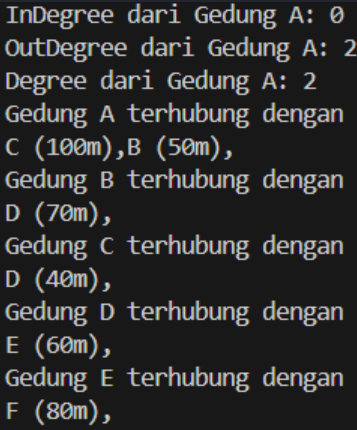 InDegree dari Gedung A: 0
OutDegree dari Gedung A: 2
Degree dari Gedung A: 2
Gedung A terhubung dengan
C (100m),B (50m),
Gedung B terhubung dengan
D (70m),
Gedung C terhubung dengan
D (40m),
Gedung D terhubung dengan
E (60m),
Gedung E terhubung dengan
F (80m),